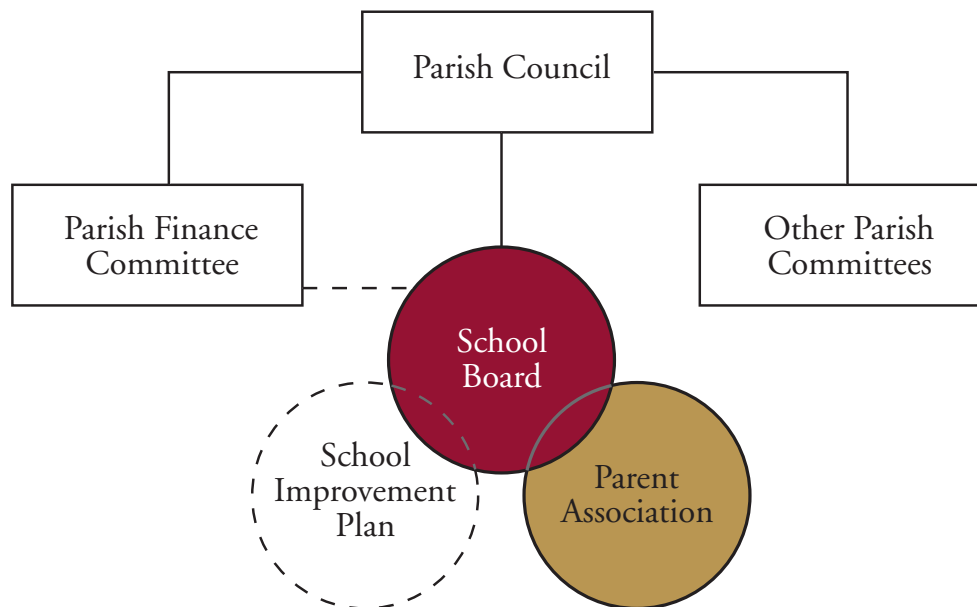 Parish Council
Parish Finance
Committee
Other Parish
Committees
School
Board
School
Improvement
Plan
Parent
Association